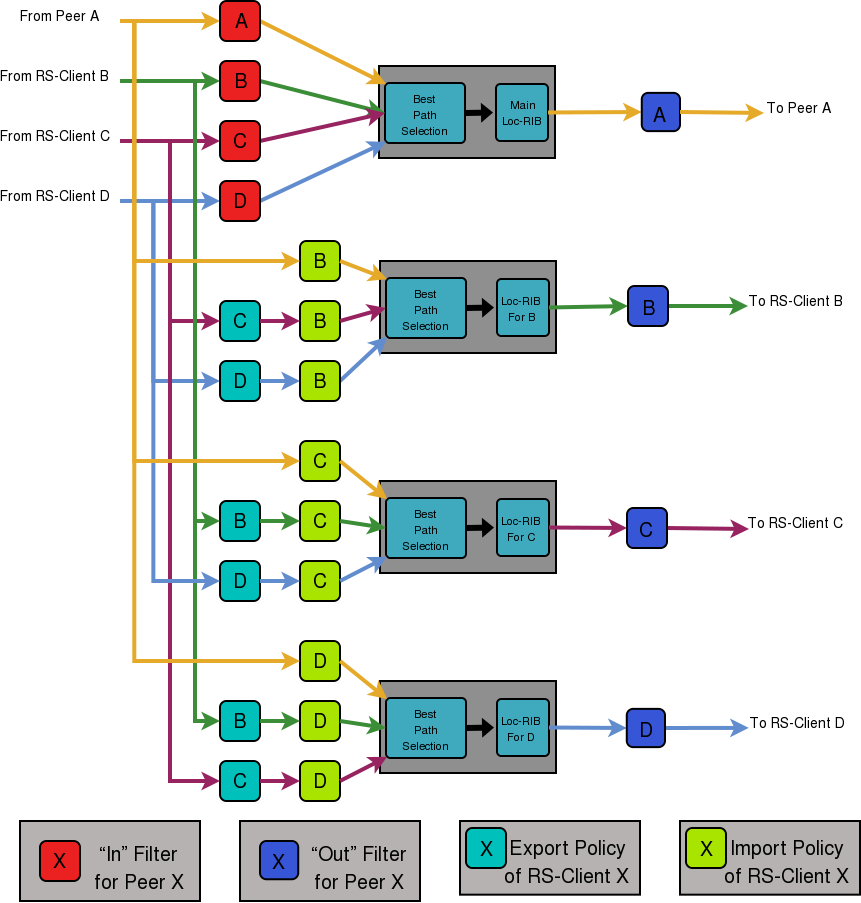 From Peer A
A
From RS-Client B
B
Best
Path
Selection
Main
Loc-RIB
A
To Peer A
From RS-Client C
C
From RS-Client D
D
B
C
B
D
B
Best
Path
Selection
Loc-RIB
For B
B
To RS-Client B
C
B
C
D
C
Best
Path
Selection
Loc-RIB
For C
C
To RS-Client C
D
B
D
C
D
Best
Path
Selection
Loc-RIB
For D
D
To RS-Client D
X
“In” Filter
for Peer X
X
“Out” Filter
for Peer X
X
Export Policy
of RS-Client X
X
Import Policy
of RS-Client X